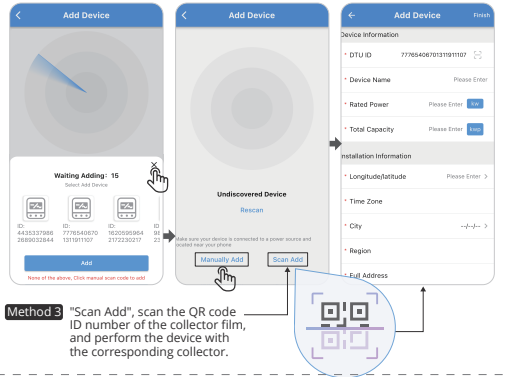 Add Device
Waiting Adding: 15
Select Add Device
ID:
4435337986
2689032844
ID:
7776540670
1311911107
ID:
1620595964
2172230217
ID
98
23
Add
None of the above, Click manual scan code to add
Add Device
Undiscovered Device
Rescan
Make sure your device is connected to a power source and
located near your phone
Manually Add
Scan Add
Add Device
Finish
Device Information
* DTU ID 77765406701311911107
* Device Name Please Enter
* Rated Power Please Enter kw
* Total Capacity Please Enter kwp
Installation Information
* Longitude/latitude Please Enter >
* Time Zone
* City --/--/-- >
* Region
* Full Address
Method 3 "Scan Add", scan the QR code
ID number of the collector film,
and perform the device with
the corresponding collector.